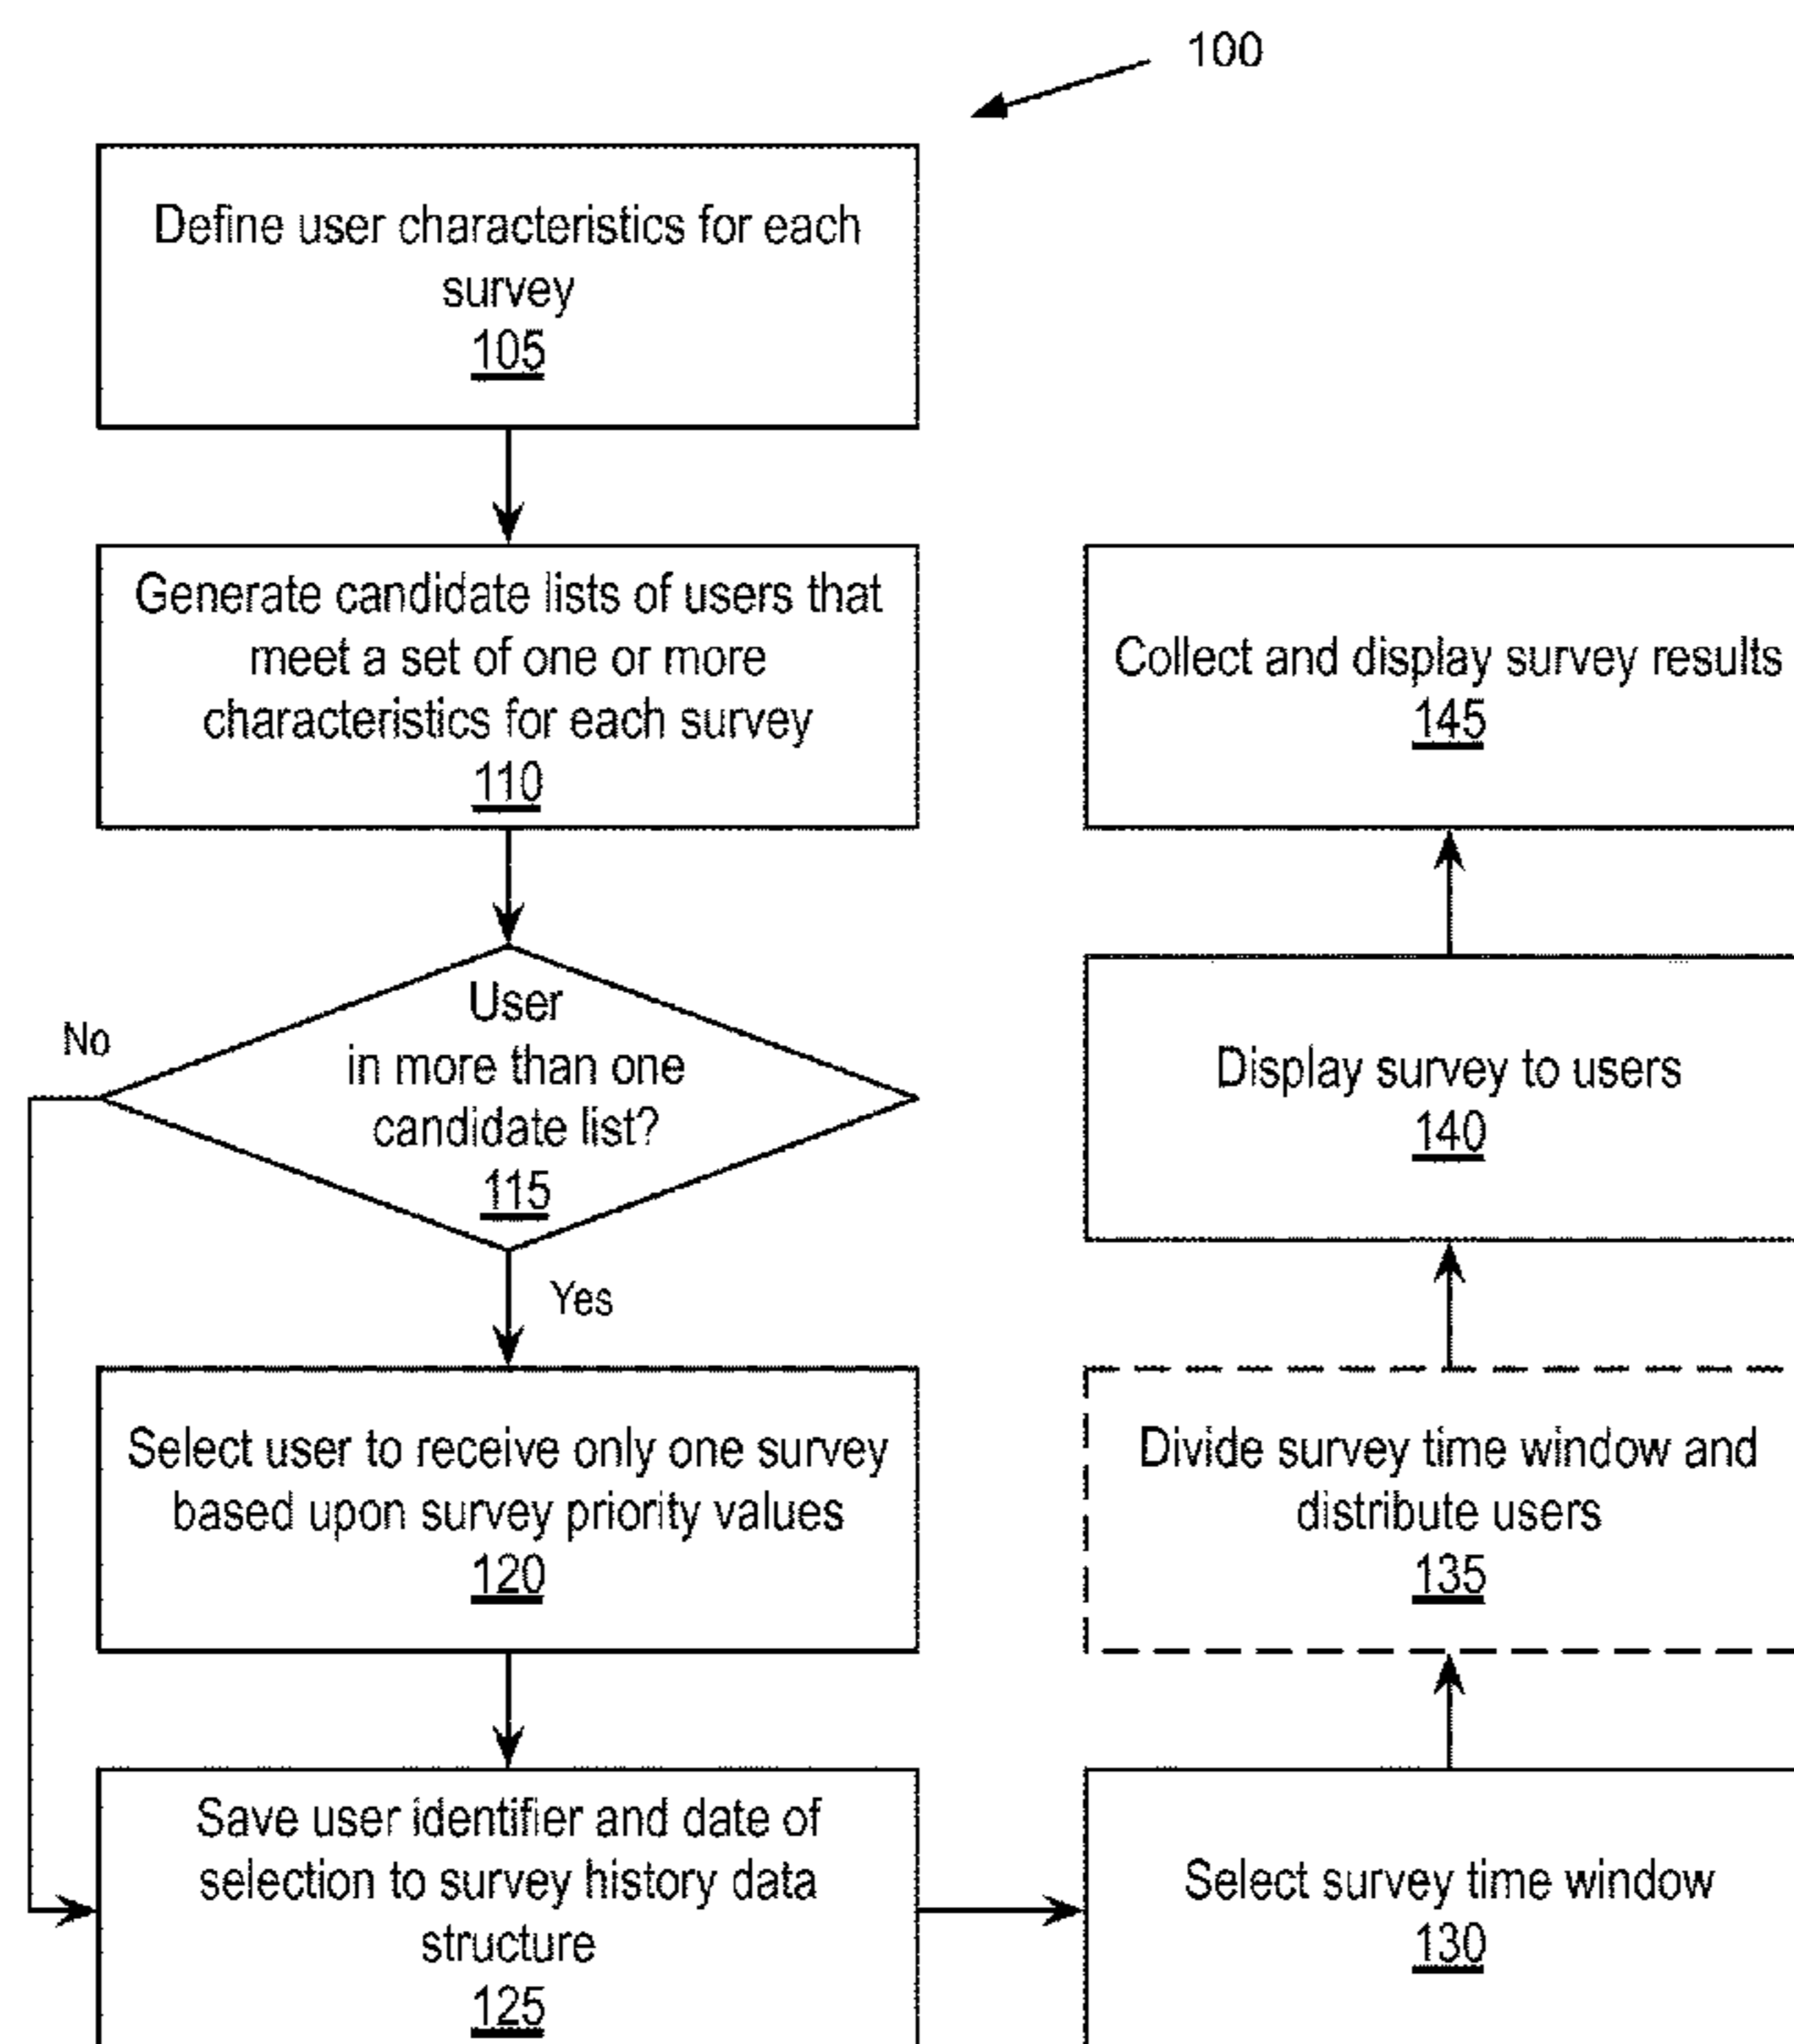 100
Define user characteristics for each
survey
105
Generate candidate lists of users that
meet a set of one or more
characteristics for each survey
110
User
in more than one
candidate list?
115
No
Yes
Select user to receive only one survey
based upon survey priority values
120
Save user identifier and date of
selection to survey history data
structure
125
Select survey time window
130
Divide survey time window and
distribute users
135
Display survey to users
140
Collect and display survey results
145